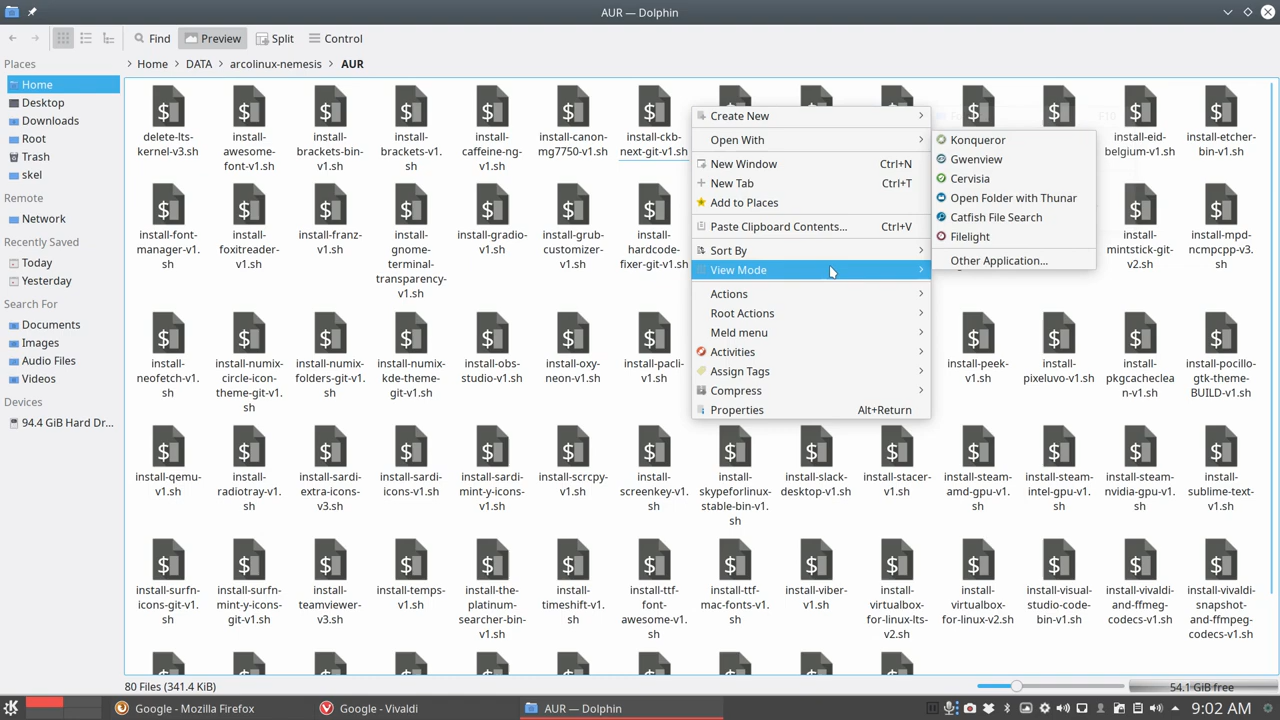 AUR — Dolphin
Find
Preview
Split
Control
Places
Home
DATA
arcolinux-nemesis
AUR
Home
Desktop
Downloads
Root
Trash
skel
Remote
Network
Recently Saved
Today
Yesterday
Search For
Documents
Images
Audio Files
Videos
Devices
94.4 GiB Hard Dr...
delete-lts-
kernel-v3.sh
install-
awesome-
font-v1.sh
install-
brackets-bin-
v1.sh
install-
brackets-v1.
sh
install-
caffeine-ng-
v1.sh
install-canon-
mg7750-v1.sh
install-ckb-
next-git-v1.sh
install-eid-
belgium-v1.sh
install-etcher-
bin-v1.sh
install-font-
manager-v1.
sh
install-
foxitreader-
v1.sh
install-franz-
v1.sh
install-
gnome-
terminal-
transparency-
v1.sh
install-gradio-
v1.sh
install-grub-
customizer-
v1.sh
install-
hardcode-
fixer-git-v1.sh
install-
mintstick-git-
v2.sh
install-mpd-
ncmpcpp-v3.
sh
install-
neofetch-v1.
sh
install-numix-
circle-icon-
theme-git-v1.
sh
install-numix-
folders-git-v1.
sh
install-numix-
kde-theme-
git-v1.sh
install-obs-
studio-v1.sh
install-oxy-
neon-v1.sh
install-pacli-
v1.sh
install-peek-
v1.sh
install-
pixeluvo-v1.sh
install-
pkgcacheclea
n-v1.sh
install-pocillo-
gtk-theme-
BUILD-v1.sh
install-qemu-
v1.sh
install-
radiotray-v1.
sh
install-sardi-
extra-icons-
v3.sh
install-sardi-
icons-v1.sh
install-sardi-
mint-y-icons-
v1.sh
install-scrcpy-
v1.sh
install-
screenkey-v1.
sh
install-
skypeforlinux-
stable-bin-v1.
sh
install-slack-
desktop-v1.sh
install-stacer-
v1.sh
install-steam-
amd-gpu-v1.
sh
install-steam-
intel-gpu-v1.
sh
install-steam-
nvidia-gpu-v1.
sh
install-
sublime-text-
v1.sh
install-surfn-
icons-git-v1.
sh
install-surfn-
mint-y-icons-
git-v1.sh
install-
teamviewer-
v3.sh
install-temps-
v1.sh
install-the-
platinum-
searcher-bin-
v1.sh
install-
timeshift-v1.
sh
install-ttf-
font-
awesome-v1.
sh
install-ttf-
mac-fonts-v1.
sh
install-viber-
v1.sh
install-
virtualbox-
for-linux-lts-
v2.sh
install-
virtualbox-
for-linux-v2.sh
install-visual-
studio-code-
bin-v1.sh
install-vivaldi-
and-ffmeg-
codecs-v1.sh
install-vivaldi-
snapshot-
and-ffmpeg-
codecs-v1.sh
Create New
Open With
New Window Ctrl+N
New Tab Ctrl+T
Add to Places
Paste Clipboard Contents... Ctrl+V
Sort By
View Mode
Actions
Root Actions
Meld menu
Activities
Assign Tags
Compress
Properties Alt+Return
F10
Konqueror
Gwenview
Cervisia
Open Folder with Thunar
Catfish File Search
Filelight
Other Application...
80 Files (341.4 KiB)
54.1 GiB free
Google - Mozilla Firefox
Google - Vivaldi
AUR — Dolphin
9:02 AM